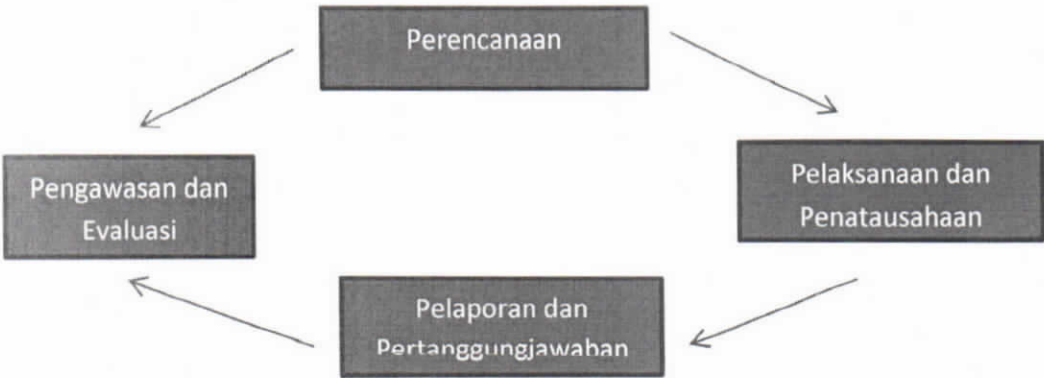 Perencanaan
Pengawasan dan
Evaluasi
Pelaksanaan dan
Penatausahaan
Pelaporan dan
Pertanggungjawaban